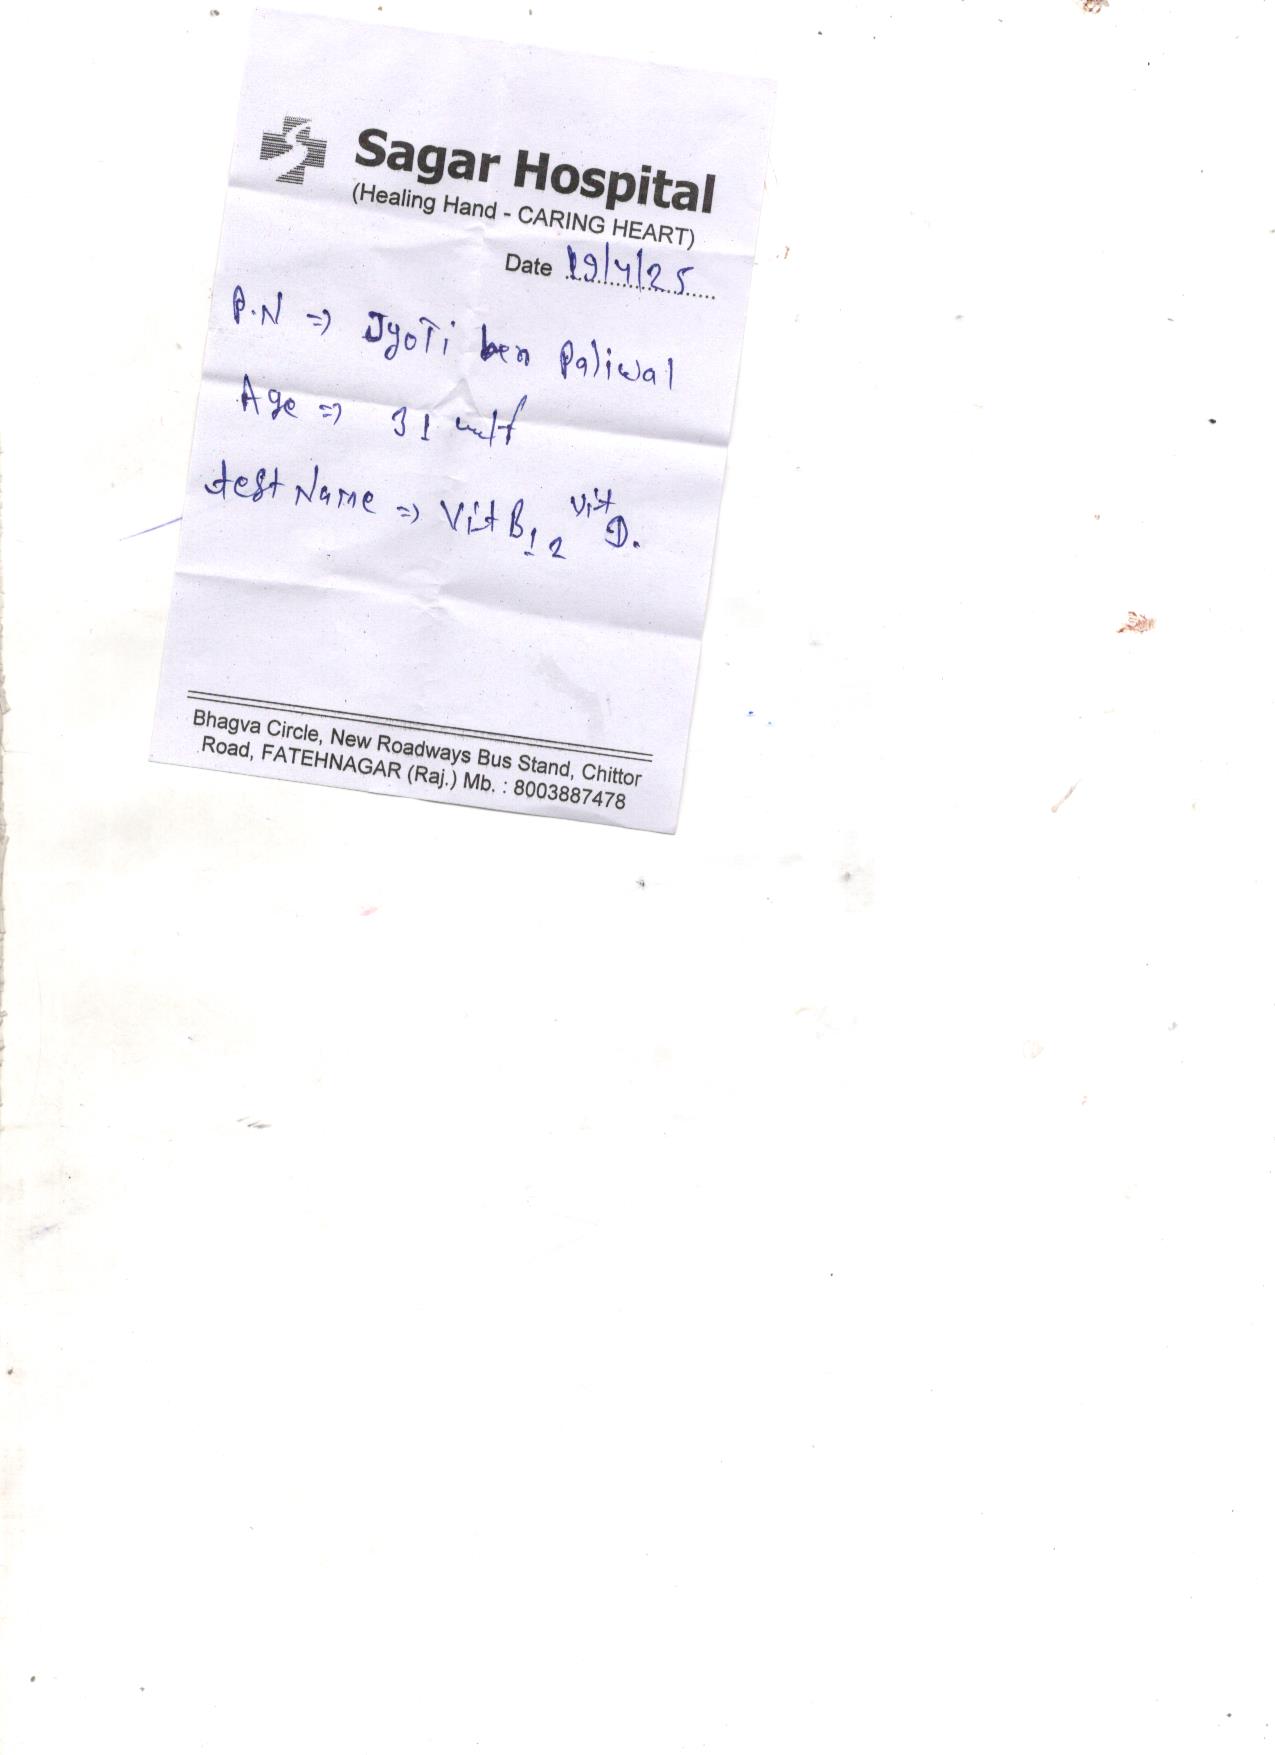 Sagar Hospital
(Healing Hand - CARING HEART)
Date 19/4/25
P.N => Jyoti ben Paliwal
Age => 31
test Name => Vit B12 Vit D.
Bhagva Circle, New Roadways Bus Stand, Chittor
Road, FATEHNAGAR (Raj.) Mb. : 8003887478